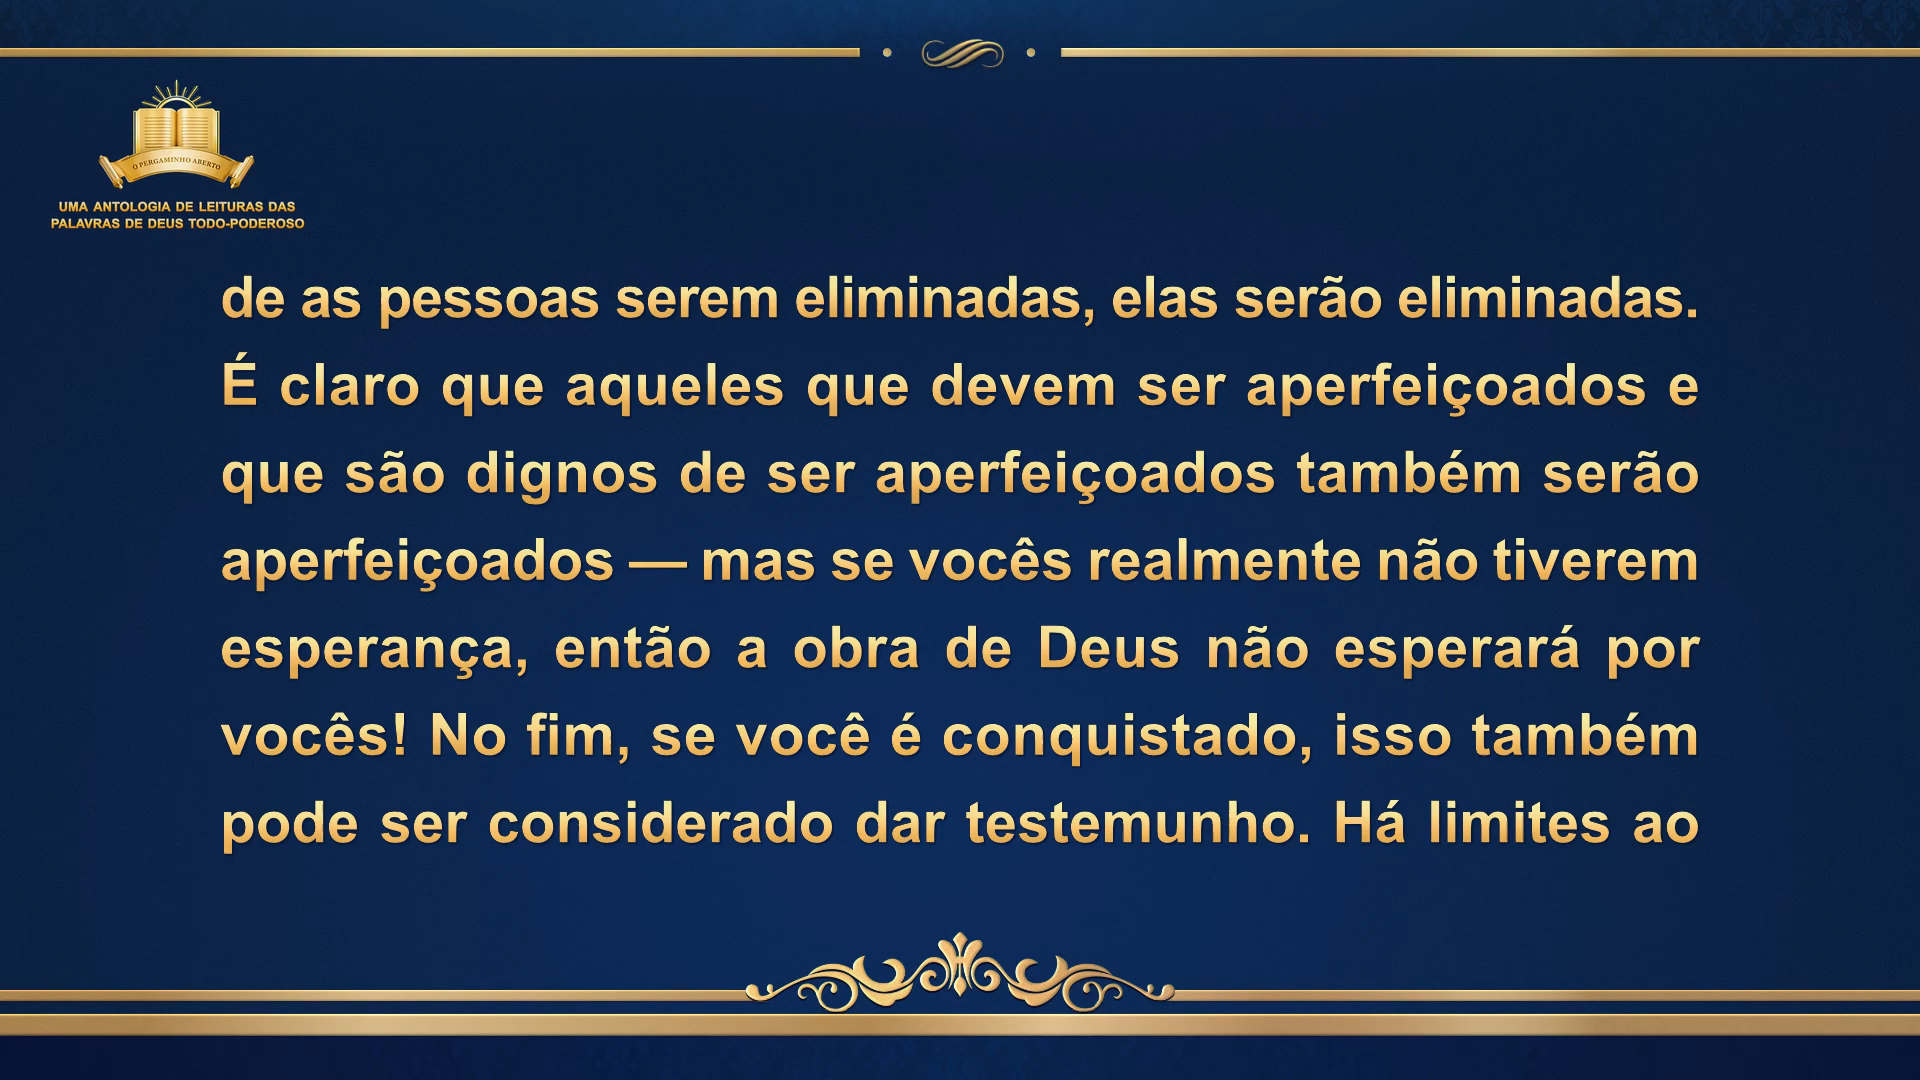 O PERGAMINHO ABERTO
UMA ANTOLOGIA DE LEITURAS DAS
PALAVRAS DE DEUS TODO-PODEROSO
de as pessoas serem eliminadas, elas serão eliminadas.
É claro que aqueles que devem ser aperfeiçoados e
que são dignos de ser aperfeiçoados também serão
aperfeiçoados — mas se vocês realmente não tiverem
esperança, então a obra de Deus não esperará por
vocês! No fim, se você é conquistado, isso também
pode ser considerado dar testemunho. Há limites ao